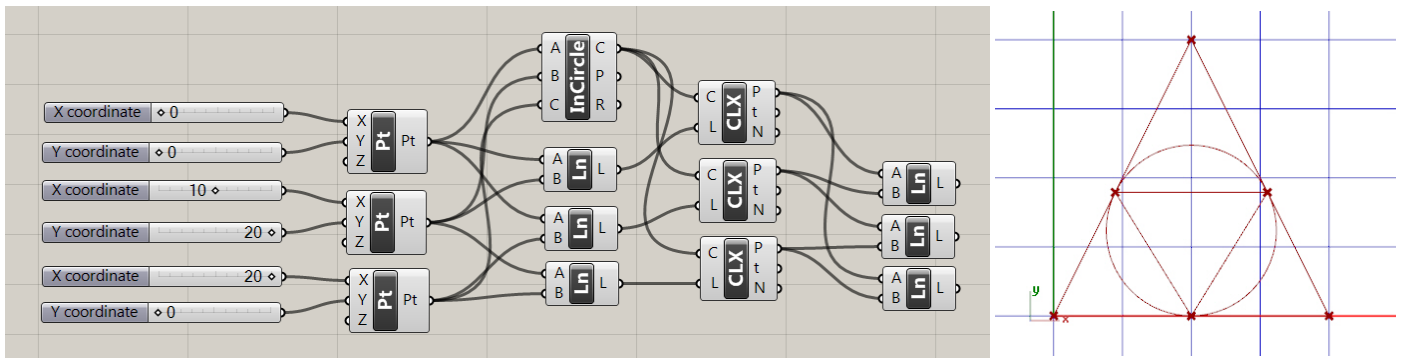 X coordinate 0
Y coordinate 0
X coordinate 10
Y coordinate 20
X coordinate 20
Y coordinate 0
X Y Z Pt Pt
X Y Z Pt Pt
X Y Z Pt Pt
A B C InCircle C P R
A B Ln L
A B Ln L
A B Ln L
C L CLX P t N
C L CLX P t N
C L CLX P t N
A B Ln L
A B Ln L
A B Ln L
y
x